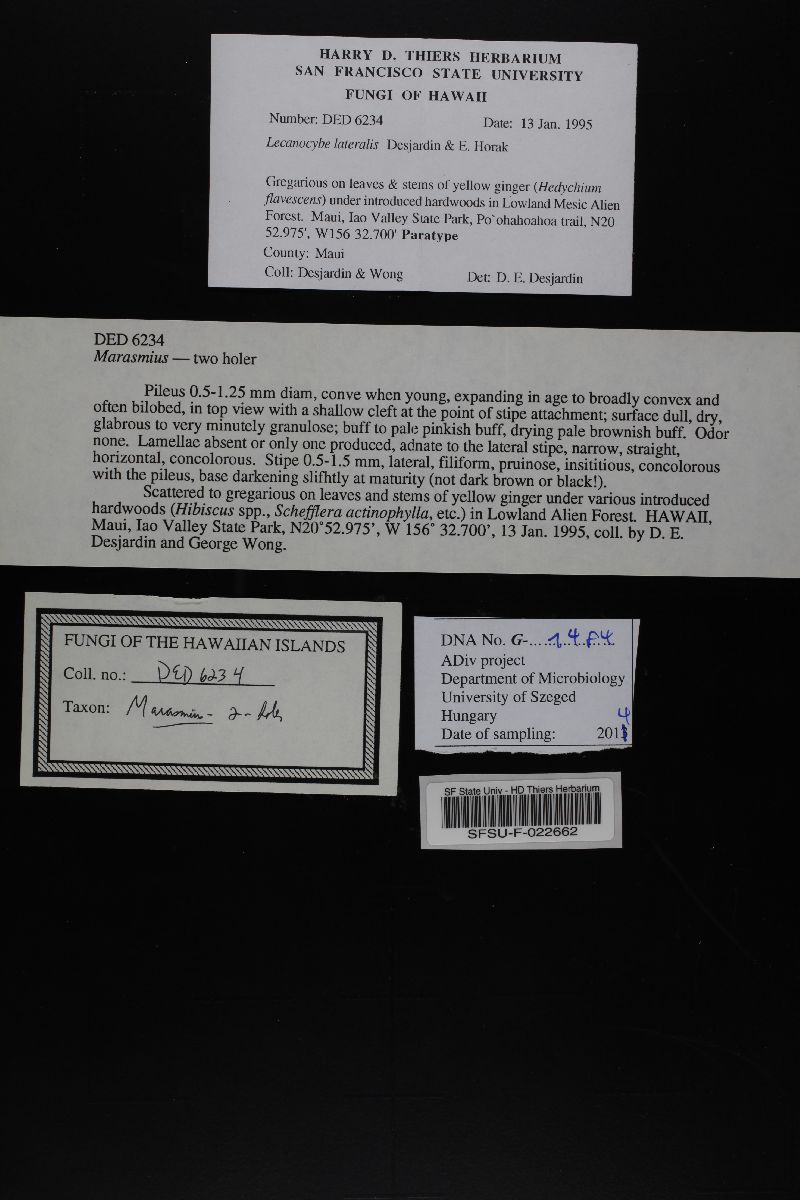 HARRY D. THIERS HERBARIUM
SAN FRANCISCO STATE UNIVERSITY
FUNGI OF HAWAII
Number: DED 6234 Date: 13 Jan. 1995
Lecanocybe lateralis Desjardin & E. Horak
Gregarious on leaves & stems of yellow ginger (Hedychium
flavescens) under introduced hardwoods in Lowland Mesic Alien
Forest. Maui, Iao Valley State Park, Po`ohahoahoa trail, N20
52.975', W156 32.700' Paratype
County: Maui
Coll: Desjardin & Wong Det: D. E. Desjardin
DED 6234
Marasmius — two holer
Pileus 0.5-1.25 mm diam, conve when young, expanding in age to broadly convex and
often bilobed, in top view with a shallow cleft at the point of stipe attachment; surface dull, dry,
glabrous to very minutely granulose; buff to pale pinkish buff, drying pale brownish buff. Odor
none. Lamellae absent or only one produced, adnate to the lateral stipe, narrow, straight,
horizontal, concolorous. Stipe 0.5-1.5 mm, lateral, filiform, pruinose, insititious, concolorous
with the pileus, base darkening slifhtly at maturity (not dark brown or black!).
Scattered to gregarious on leaves and stems of yellow ginger under various introduced
hardwoods (Hibiscus spp., Schefflera actinophylla, etc.) in Lowland Alien Forest. HAWAII,
Maui, Iao Valley State Park, N20°52.975', W 156° 32.700', 13 Jan. 1995, coll. by D. E.
Desjardin and George Wong.
FUNGI OF THE HAWAIIAN ISLANDS
Coll. no.: DED 6234
Taxon: Marasmius - 2-holer
DNA No. G-
ADiv project
Department of Microbiology
University of Szeged
Hungary
Date of sampling: 2014
SF State Univ - HD Thiers Herbarium
SFSU-F-022662